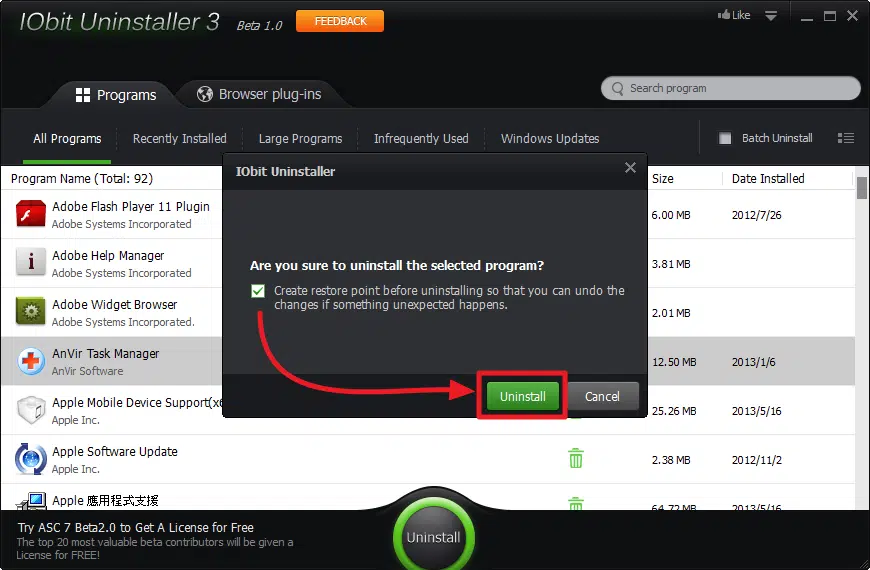 IObit Uninstaller 3 Beta 1.0 FEEDBACK Like
Programs Browser plug-ins Search program
All Programs Recently Installed Large Programs Infrequently Used Windows Updates Batch Uninstall
Program Name (Total: 92) Size Date Installed
Adobe Flash Player 11 Plugin
Adobe Systems Incorporated
6.00 MB 2012/7/26
Adobe Help Manager
Adobe Systems Incorporated
3.81 MB
Adobe Widget Browser
Adobe Systems Incorporated.
2.01 MB
AnVir Task Manager
AnVir Software
12.50 MB 2013/1/6
Apple Mobile Device Support(x6
Apple Inc.
25.26 MB 2013/5/16
Apple Software Update
Apple Inc.
2.38 MB 2012/11/2
Apple 應用程式支援
64.72 MB 2013/5/16
IObit Uninstaller
Are you sure to uninstall the selected program?
Create restore point before uninstalling so that you can undo the
changes if something unexpected happens.
Uninstall Cancel
Try ASC 7 Beta2.0 to Get A License for Free
The top 20 most valuable beta contributors will be given a
License for FREE!
Uninstall